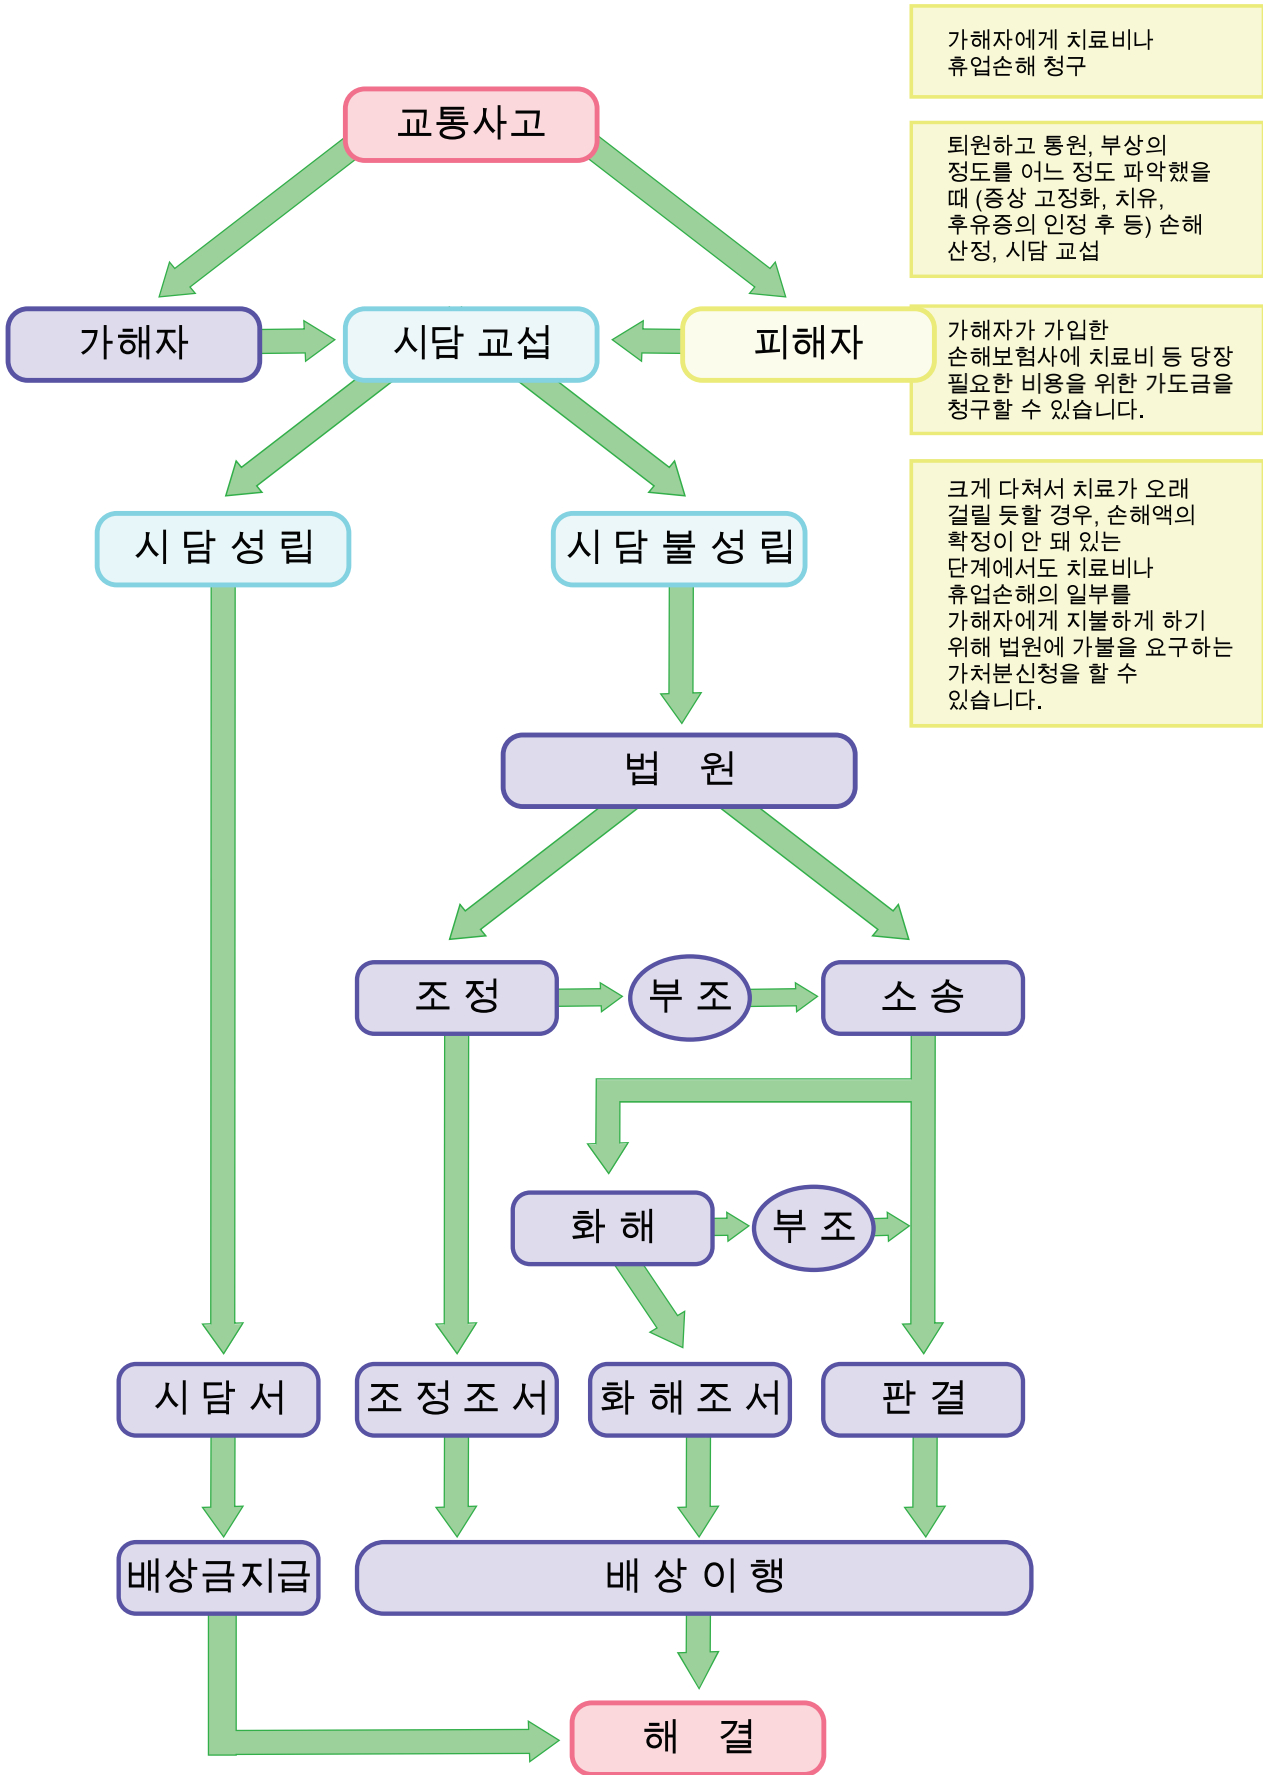 가해자에게 치료비나
휴업손해 청구
교통사고
퇴원하고 통원, 부상의
정도를 어느 정도 파악했을
때 (증상 고정화, 치유,
후유증의 인정 후 등) 손해
산정, 시담 교섭
가해자
시담 교섭
피해자
가해자가 가입한
손해보험사에 치료비 등 당장
필요한 비용을 위한 가도금을
청구할 수 있습니다.
시 담 성 립
시 담 불 성 립
크게 다쳐서 치료가 오래
걸릴 듯할 경우, 손해액의
확정이 안 돼 있는
단계에서도 치료비나
휴업손해의 일부를
가해자에게 지불하게 하기
위해 법원에 가불을 요구하는
가처분신청을 할 수
있습니다.
법 원
조 정
부 조
소 송
화 해
부 조
시 담 서
조 정 조 서
화 해 조 서
판 결
배상금지급
배 상 이 행
해 결